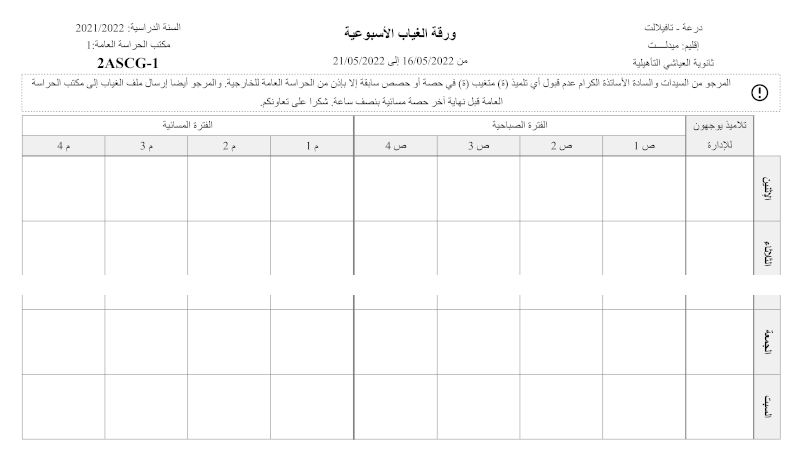 درعة - تافيلالت
إقليم: ميدلــــت
ثانوية العياشي التأهيلية
ورقة الغياب الأسبوعية
من 16/05/2022 إلى 21/05/2022
السنة الدراسية: 2021/2022
مكتب الحراسة العامة:1
2ASCG-1
المرجو من السيدات والسادة الأساتذة الكرام عدم قبول أي تلميذ (ة) متغيب (ة) في حصة أو حصص سابقة إلا بإذن من الحراسة العامة للخارجية. والمرجو أيضا إرسال ملف الغياب إلى مكتب الحراسة
العامة قبل نهاية آخر حصة مسائية بنصف ساعة. شكرا على تعاونكم.
تلاميذ يوجهون للإدارة
الفترة الصباحية
الفترة المسائية
ص 1
ص 2
ص 3
ص 4
م 1
م 2
م 3
م 4
الإثنين
الثلاثاء
الجمعة
السبت